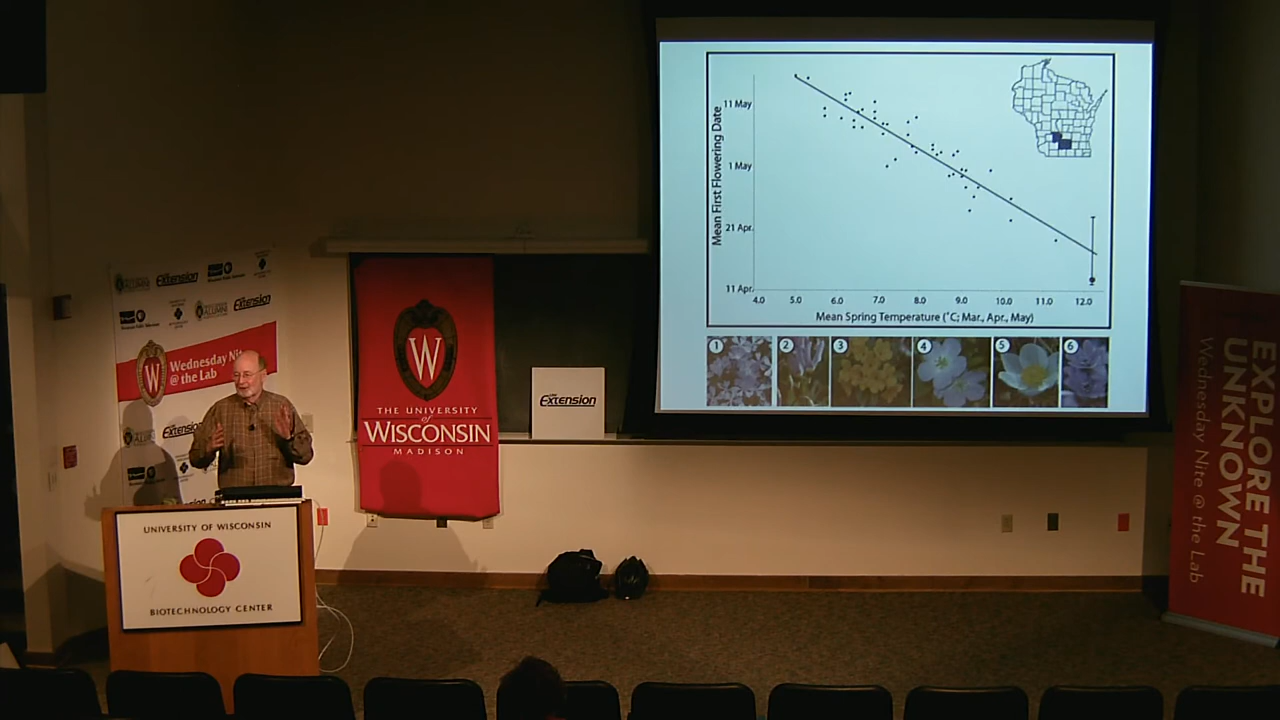 11 May
1 May
21 Apr.
11 Apr.
Mean First Flowering Date
4.0 5.0 6.0 7.0 8.0 9.0 10.0 11.0 12.0
Mean Spring Temperature (°C; Mar., Apr., May)
1 2 3 4 5 6
Extension
Extension
Wednesday Nite
@ the Lab
Extension
W
THE UNIVERSITY
of
WISCONSIN
MADISON
Extension
UNIVERSITY OF WISCONSIN
BIOTECHNOLOGY CENTER
EXPLORE THE
UNKNOWN
Wednesday Nite @ the Lab